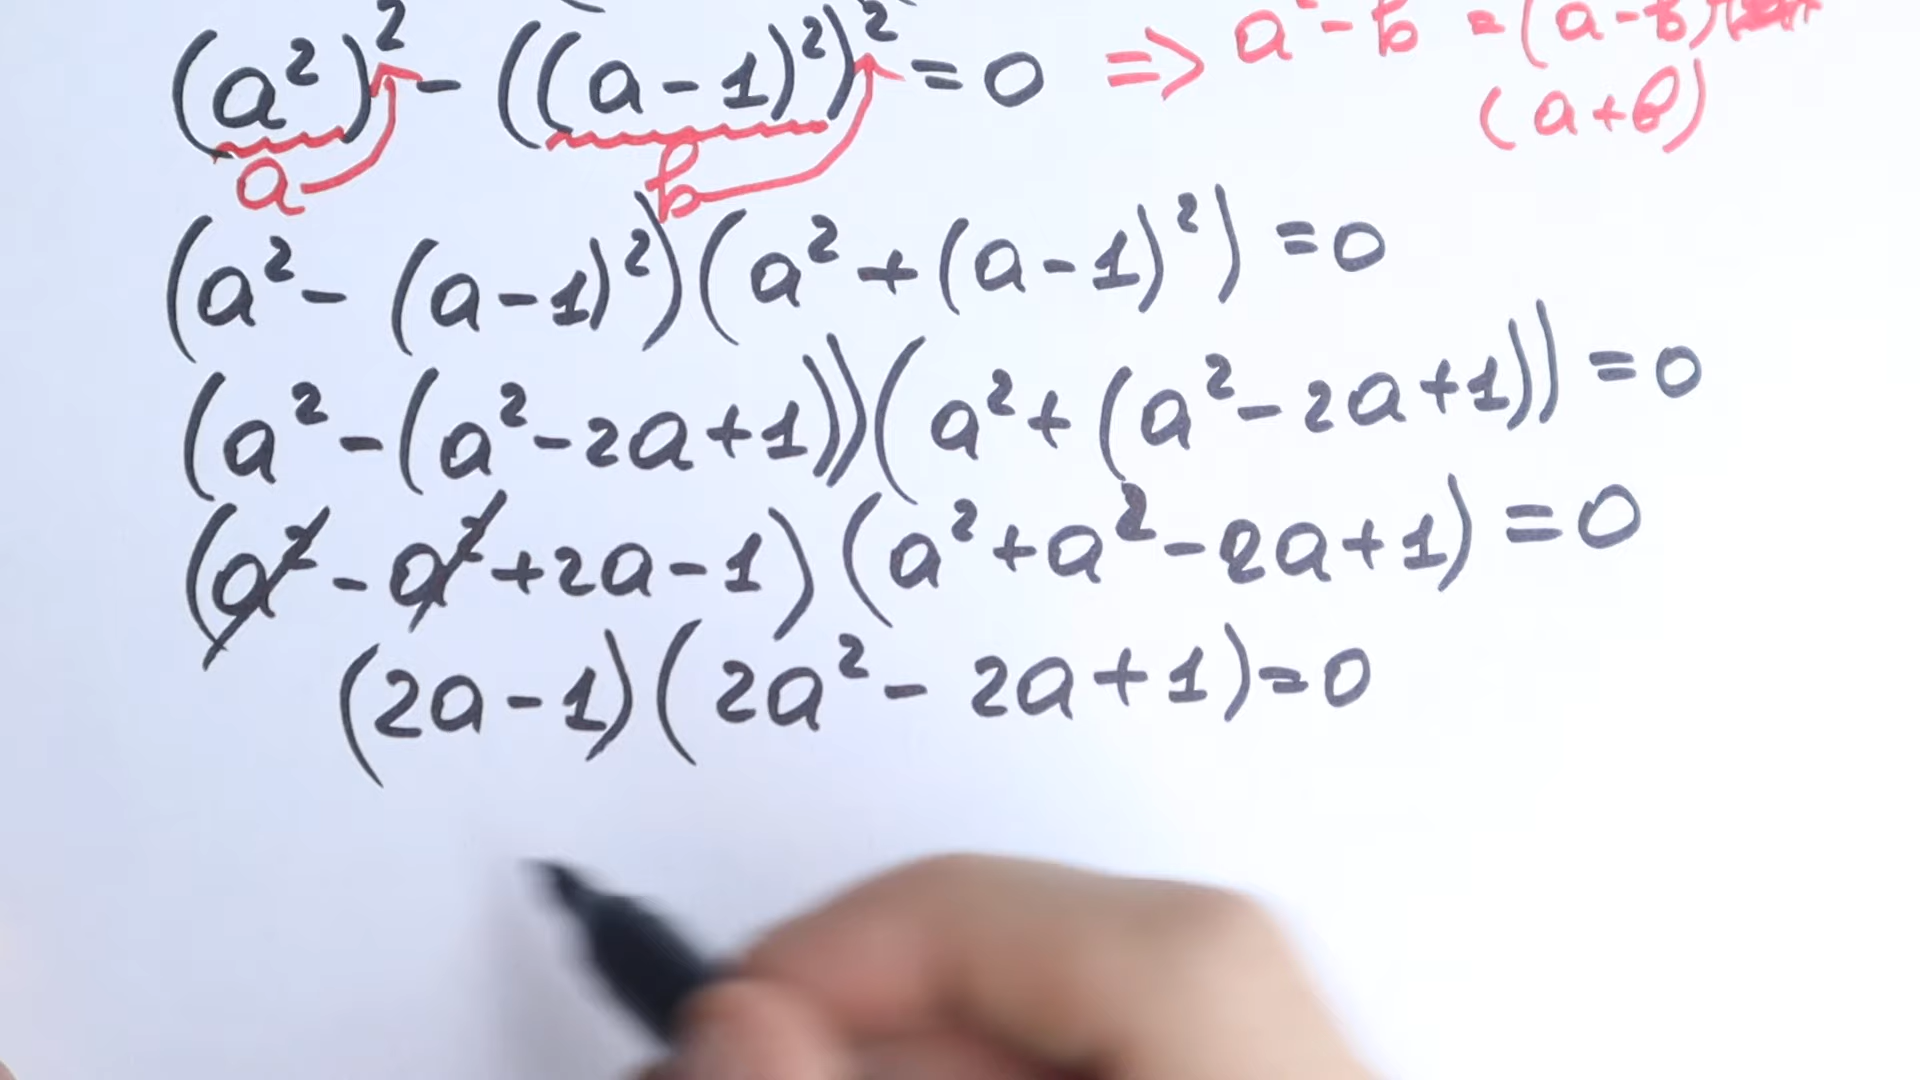 (a²)² - ((a-1)²)² = 0 => a² - b = (a-b)
(a+b)
a b
(a² - (a-1)²)(a² + (a-1)²) = 0
(a² - (a² - 2a + 1))(a² + (a² - 2a + 1)) = 0
(a² - a² + 2a - 1)(a² + a² - 2a + 1) = 0
(2a - 1)(2a² - 2a + 1) = 0